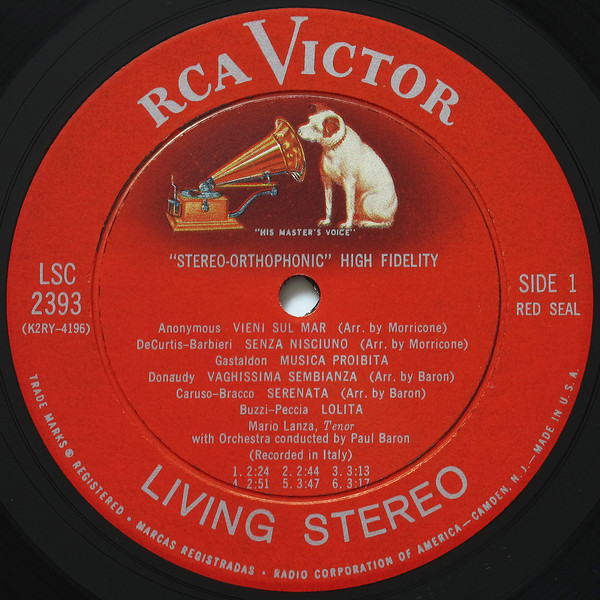 RCA VICTOR
"HIS MASTER'S VOICE"
"STEREO-ORTHOPHONIC" HIGH FIDELITY
LSC
2393
(K2RY-4196)
SIDE 1
RED SEAL
Anonymous VIENI SUL MAR (Arr. by Morricone)
DeCurtis-Barbieri SENZA NISCIUNO (Arr. by Morricone)
Gastaldon MUSICA PROIBITA
Donaudy VAGHISSIMA SEMBIANZA (Arr. by Baron)
Caruso-Bracco SERENATA (Arr. by Baron)
Buzzi-Peccia LOLITA
Mario Lanza, Tenor
with Orchestra conducted by Paul Baron
(Recorded in Italy)
1. 2:24 2. 2:44 3. 3:13
4. 2:51 5. 3:47 6. 3:17
LIVING STEREO
TRADE MARKS ® REGISTERED • MARCAS REGISTRADAS • RADIO CORPORATION OF AMERICA—CAMDEN, N. J.—MADE IN U.S.A.